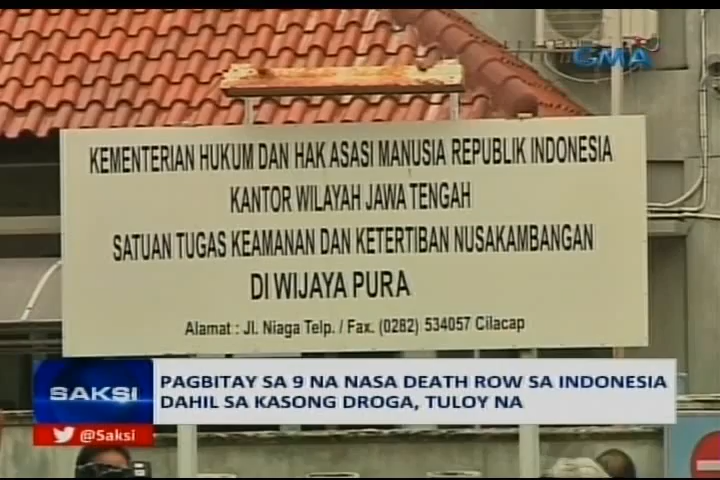 GMA
KEMENTERIAN HUKUM DAN HAK ASASI MANUSIA REPUBLIK INDONESIA
KANTOR WILAYAH JAWA TENGAH
SATUAN TUGAS KEAMANAN DAN KETERTIBAN NUSAKAMBANGAN
DI WIJAYA PURA
Alamat : Jl. Niaga Telp. / Fax. (0282) 534057 Cilacap
SAKSI
PAGBITAY SA 9 NA NASA DEATH ROW SA INDONESIA
DAHIL SA KASONG DROGA, TULOY NA
@Saksi